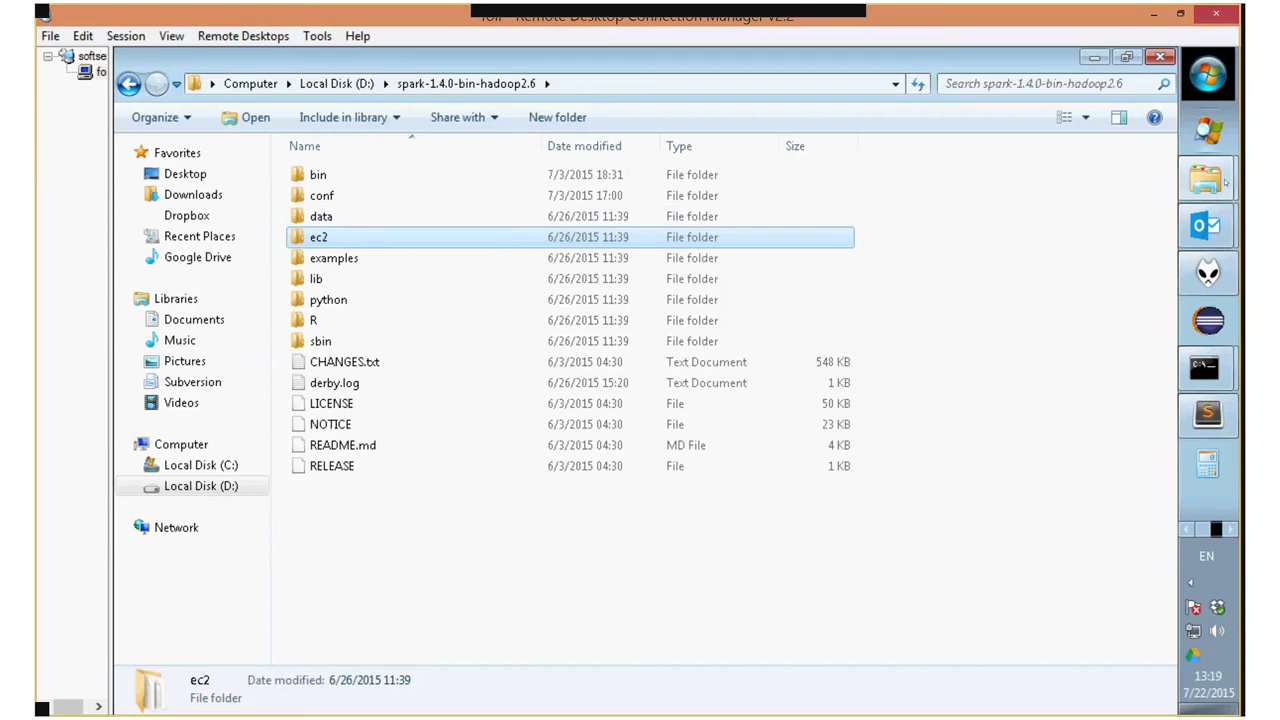 Remote Desktop Connection Manager v2.2
File Edit Session View Remote Desktops Tools Help
softse
fo
Computer Local Disk (D:) spark-1.4.0-bin-hadoop2.6
Search spark-1.4.0-bin-hadoop2.6
Organize Open Include in library Share with New folder
Name Date modified Type Size
Favorites
Desktop
Downloads
Dropbox
Recent Places
Google Drive
Libraries
Documents
Music
Pictures
Subversion
Videos
Computer
Local Disk (C:)
Local Disk (D:)
Network
bin 7/3/2015 18:31 File folder
conf 7/3/2015 17:00 File folder
data 6/26/2015 11:39 File folder
ec2 6/26/2015 11:39 File folder
examples 6/26/2015 11:39 File folder
lib 6/26/2015 11:39 File folder
python 6/26/2015 11:39 File folder
R 6/26/2015 11:39 File folder
sbin 6/26/2015 11:39 File folder
CHANGES.txt 6/3/2015 04:30 Text Document 548 KB
derby.log 6/26/2015 15:20 Text Document 1 KB
LICENSE 6/3/2015 04:30 File 50 KB
NOTICE 6/3/2015 04:30 File 23 KB
README.md 6/3/2015 04:30 MD File 4 KB
RELEASE 6/3/2015 04:30 File 1 KB
ec2 Date modified: 6/26/2015 11:39
File folder
EN
13:19
7/22/2015